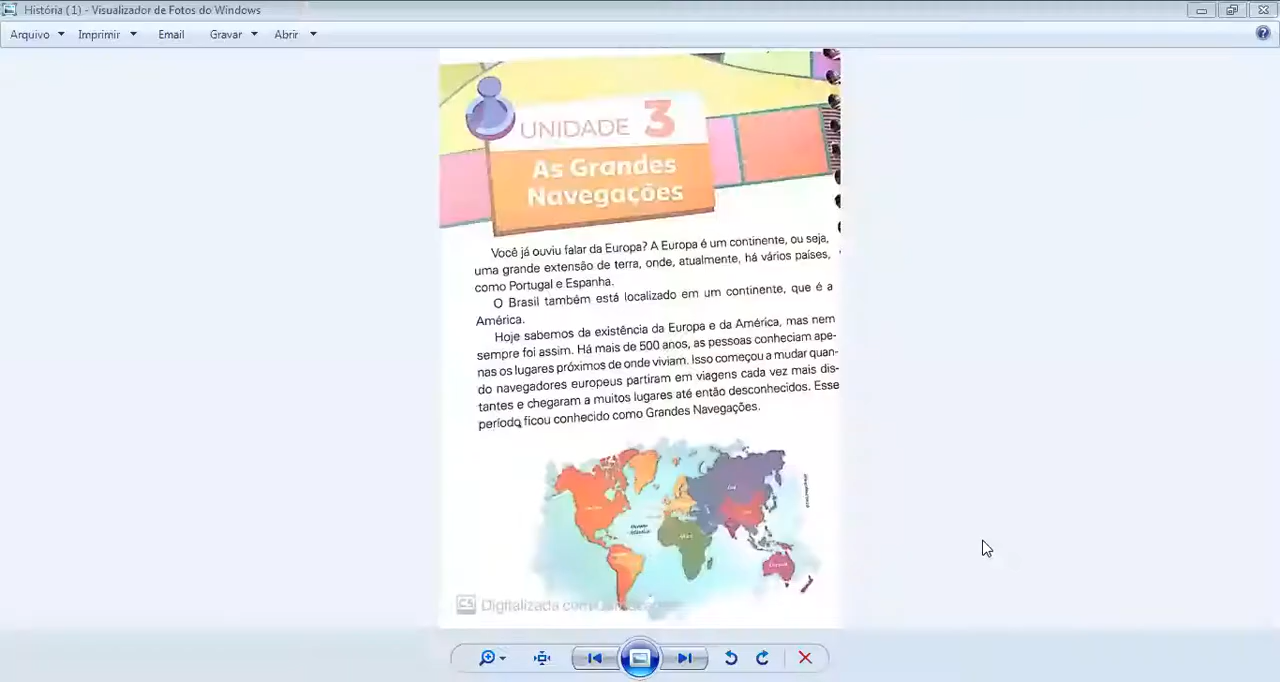 História (1) - Visualizador de Fotos do Windows
Arquivo Imprimir Email Gravar Abrir
UNIDADE 3
As Grandes
Navegações
Você já ouviu falar da Europa? A Europa é um continente, ou seja,
uma grande extensão de terra, onde, atualmente, há vários países,
como Portugal e Espanha.
O Brasil também está localizado em um continente, que é a
América.
Hoje sabemos da existência da Europa e da América, mas nem
sempre foi assim. Há mais de 500 anos, as pessoas conheciam ape-
nas os lugares próximos de onde viviam. Isso começou a mudar quan-
do navegadores europeus partiram em viagens cada vez mais dis-
tantes e chegaram a muitos lugares até então desconhecidos. Esse
período ficou conhecido como Grandes Navegações.
CS Digitalizada com